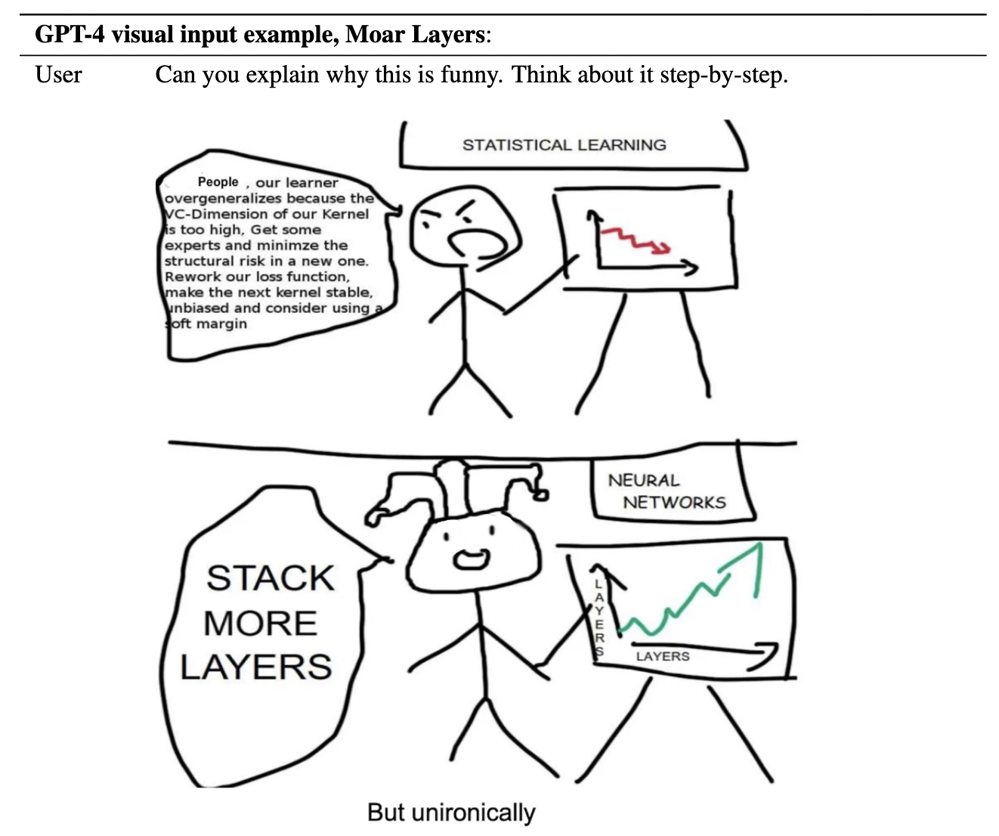 GPT-4 visual input example, Moar Layers:
User Can you explain why this is funny. Think about it step-by-step.
STATISTICAL LEARNING
People , our learner
overgeneralizes because the
VC-Dimension of our Kernel
is too high, Get some
experts and minimze the
structural risk in a new one.
Rework our loss function,
make the next kernel stable,
unbiased and consider using a
soft margin
NEURAL
NETWORKS
STACK
MORE
LAYERS
LAYERS
LAYERS
But unironically